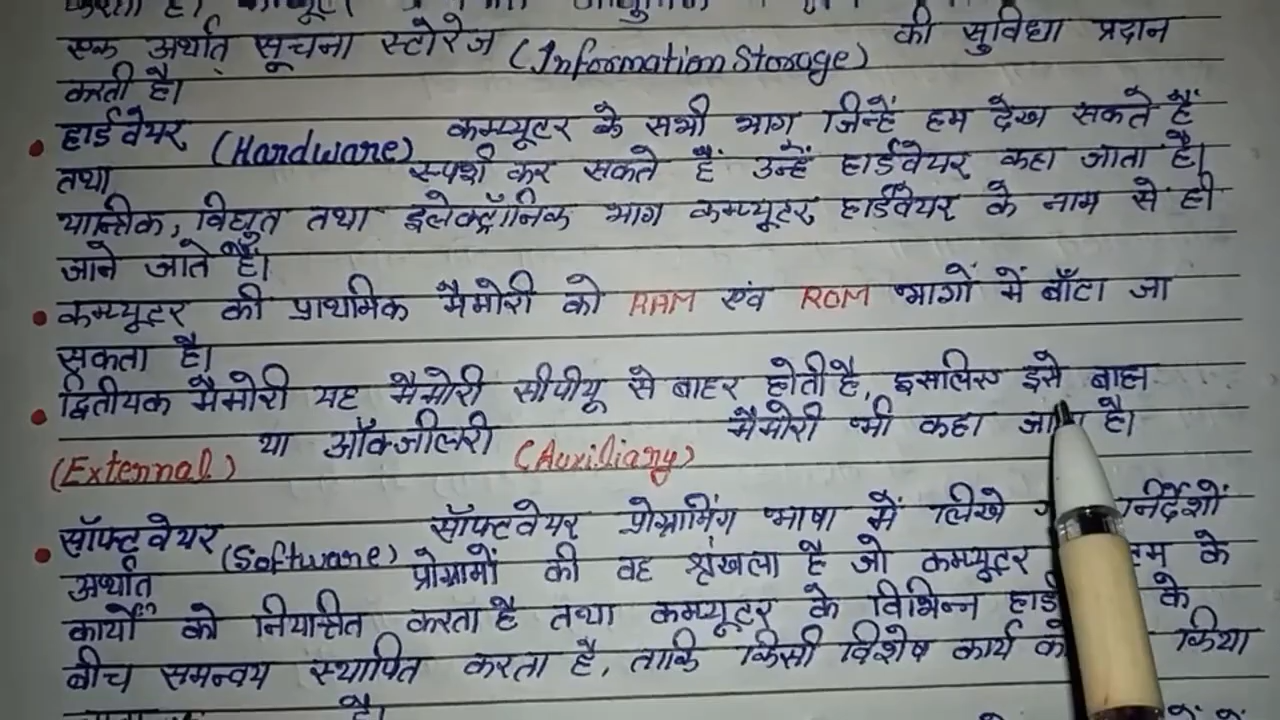 एक अर्थात् सूचना स्टोरेज (Information Storage) की सुविधा प्रदान
करती है।
• हार्डवेयर (Hardware) कम्प्यूटर के सभी भाग जिन्हें हम देख सकते हैं
तथा स्पर्श कर सकते हैं उन्हें हार्डवेयर कहा जाता है।
यान्त्रिक, विद्युत तथा इलेक्ट्रॉनिक भाग कम्प्यूटर हार्डवेयर के नाम से ही
जाने जाते हैं।
• कम्प्यूटर की प्राथमिक मैमोरी को RAM एवं ROM भागों में बाँटा जा
सकता है।
• द्वितीयक मैमोरी यह मैमोरी सीपीयू से बाहर होती है, इसलिए इसे बाह्य
(External) या ऑक्जीलरी (Auxiliary) मैमोरी भी कहा जाता है।
• सॉफ्टवेयर (Software) सॉफ्टवेयर प्रोग्रामिंग भाषा में लिखे निर्देशों
अर्थात प्रोग्रामों की वह श्रृंखला है जो कम्प्यूटर के
कार्यों को नियन्त्रित करता है तथा कम्प्यूटर के विभिन्न के
बीच समन्वय स्थापित करता है, ताकि किसी विशेष कार्य किया
है।